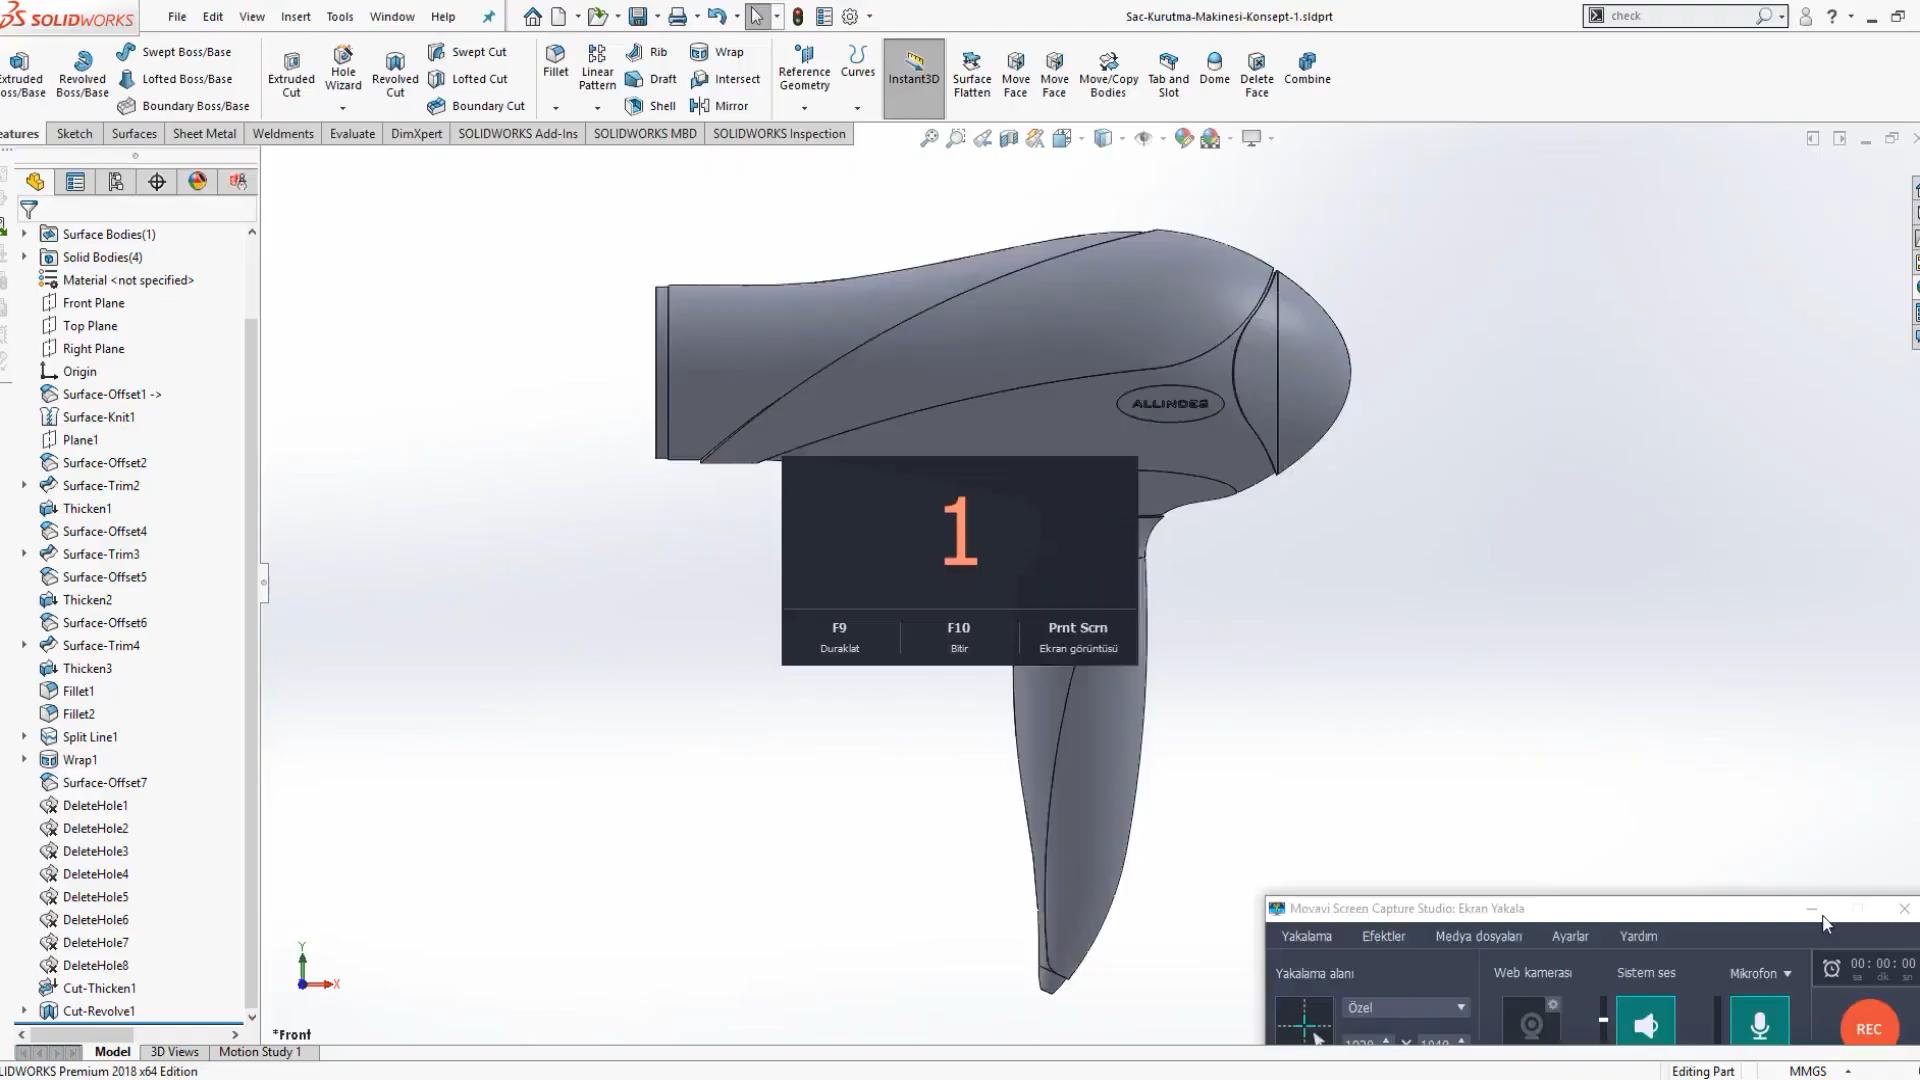 SOLIDWORKS
File Edit View Insert Tools Window Help
Sac-Kurutma-Makinesi-Konsept-1.sldprt
check
Extruded Boss/Base
Revolved Boss/Base
Swept Boss/Base
Lofted Boss/Base
Boundary Boss/Base
Extruded Cut
Hole Wizard
Revolved Cut
Swept Cut
Lofted Cut
Boundary Cut
Fillet
Linear Pattern
Rib
Draft
Shell
Wrap
Intersect
Mirror
Reference Geometry
Curves
Instant3D
Surface Flatten
Move Face
Move Face
Move/Copy Bodies
Tab and Slot
Dome
Delete Face
Combine
eatures Sketch Surfaces Sheet Metal Weldments Evaluate DimXpert SOLIDWORKS Add-Ins SOLIDWORKS MBD SOLIDWORKS Inspection
Surface Bodies(1)
Solid Bodies(4)
Material <not specified>
Front Plane
Top Plane
Right Plane
Origin
Surface-Offset1 ->
Surface-Knit1
Plane1
Surface-Offset2
Surface-Trim2
Thicken1
Surface-Offset4
Surface-Trim3
Surface-Offset5
Thicken2
Surface-Offset6
Surface-Trim4
Thicken3
Fillet1
Fillet2
Split Line1
Wrap1
Surface-Offset7
DeleteHole1
DeleteHole2
DeleteHole3
DeleteHole4
DeleteHole5
DeleteHole6
DeleteHole7
DeleteHole8
Cut-Thicken1
Cut-Revolve1
ALLINDES
1
F9 F10 Prnt Scrn
Duraklat Bitir Ekran görüntüsü
Y
X
*Front
Movavi Screen Capture Studio: Ekran Yakala
Yakalama Efektler Medya dosyaları Ayarlar Yardım
Yakalama alanı Web kamerası Sistem ses Mikrofon 00: 00: 00
sa dk sn
Özel
REC
Model 3D Views Motion Study 1
LIDWORKS Premium 2018 x64 Edition
Editing Part MMGS